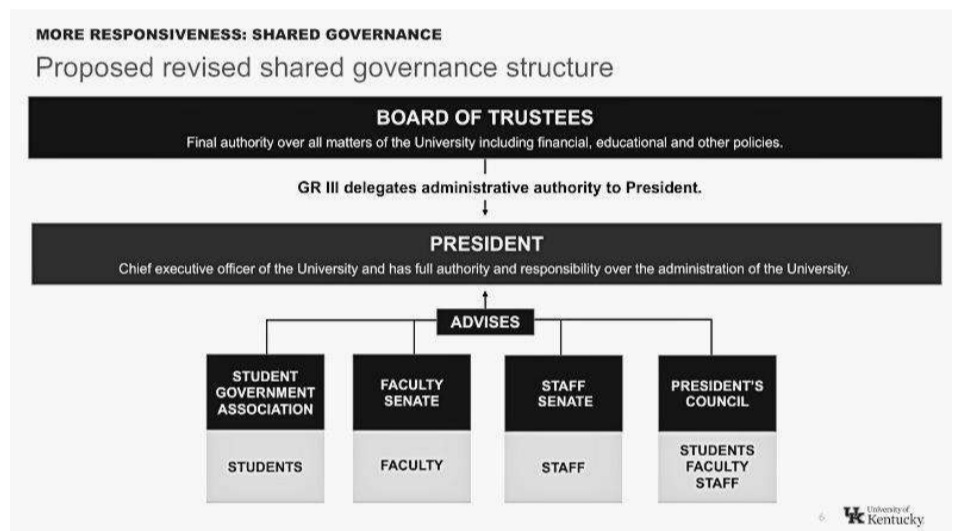 MORE RESPONSIVENESS: SHARED GOVERNANCE
Proposed revised shared governance structure
BOARD OF TRUSTEES
Final authority over all matters of the University including financial, educational and other policies.
GR III delegates administrative authority to President.
PRESIDENT
Chief executive officer of the University and has full authority and responsibility over the administration of the University.
ADVISES
STUDENT
GOVERNMENT
ASSOCIATION
STUDENTS
FACULTY
SENATE
FACULTY
STAFF
SENATE
STAFF
PRESIDENT'S
COUNCIL
STUDENTS
FACULTY
STAFF
6
UK
University of
Kentucky